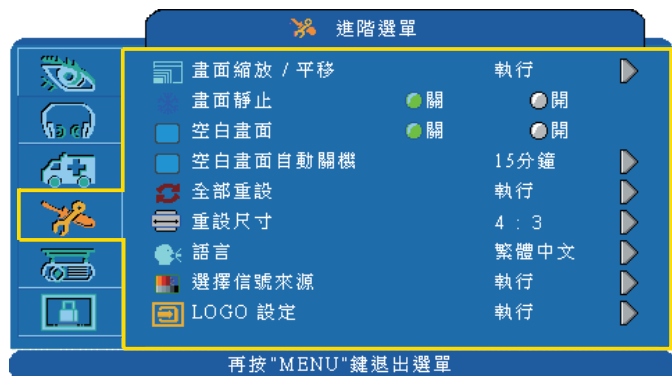 進階選單
畫面縮放 / 平移 執行
畫面靜止 關 開
空白畫面 關 開
空白畫面自動關機 15分鐘
全部重設 執行
重設尺寸 4 : 3
語言 繁體中文
選擇信號來源 執行
LOGO 設定 執行
再按"MENU"鍵退出選單